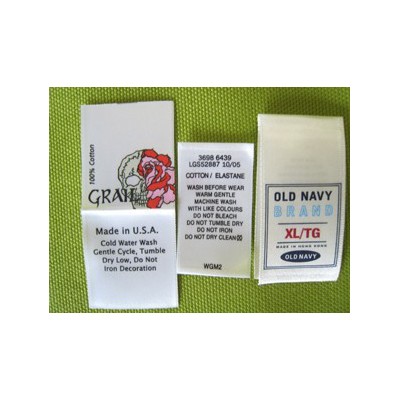 100% Cotton
GRAIL
Made in U.S.A.
Cold Water Wash
Gentle Cycle, Tumble
Dry Low, Do Not
Iron Decoration
3698 6439
LGS52887 10/05
COTTON / ELASTANE
WASH BEFORE WEAR
WARM GENTLE
MACHINE WASH
WITH LIKE COLOURS
DO NOT BLEACH
DO NOT TUMBLE DRY
DO NOT IRON
DO NOT DRY CLEAN
WGM2
OLD NAVY
BRAND
XL/TG
MADE IN HONG KONG
OLD NAVY